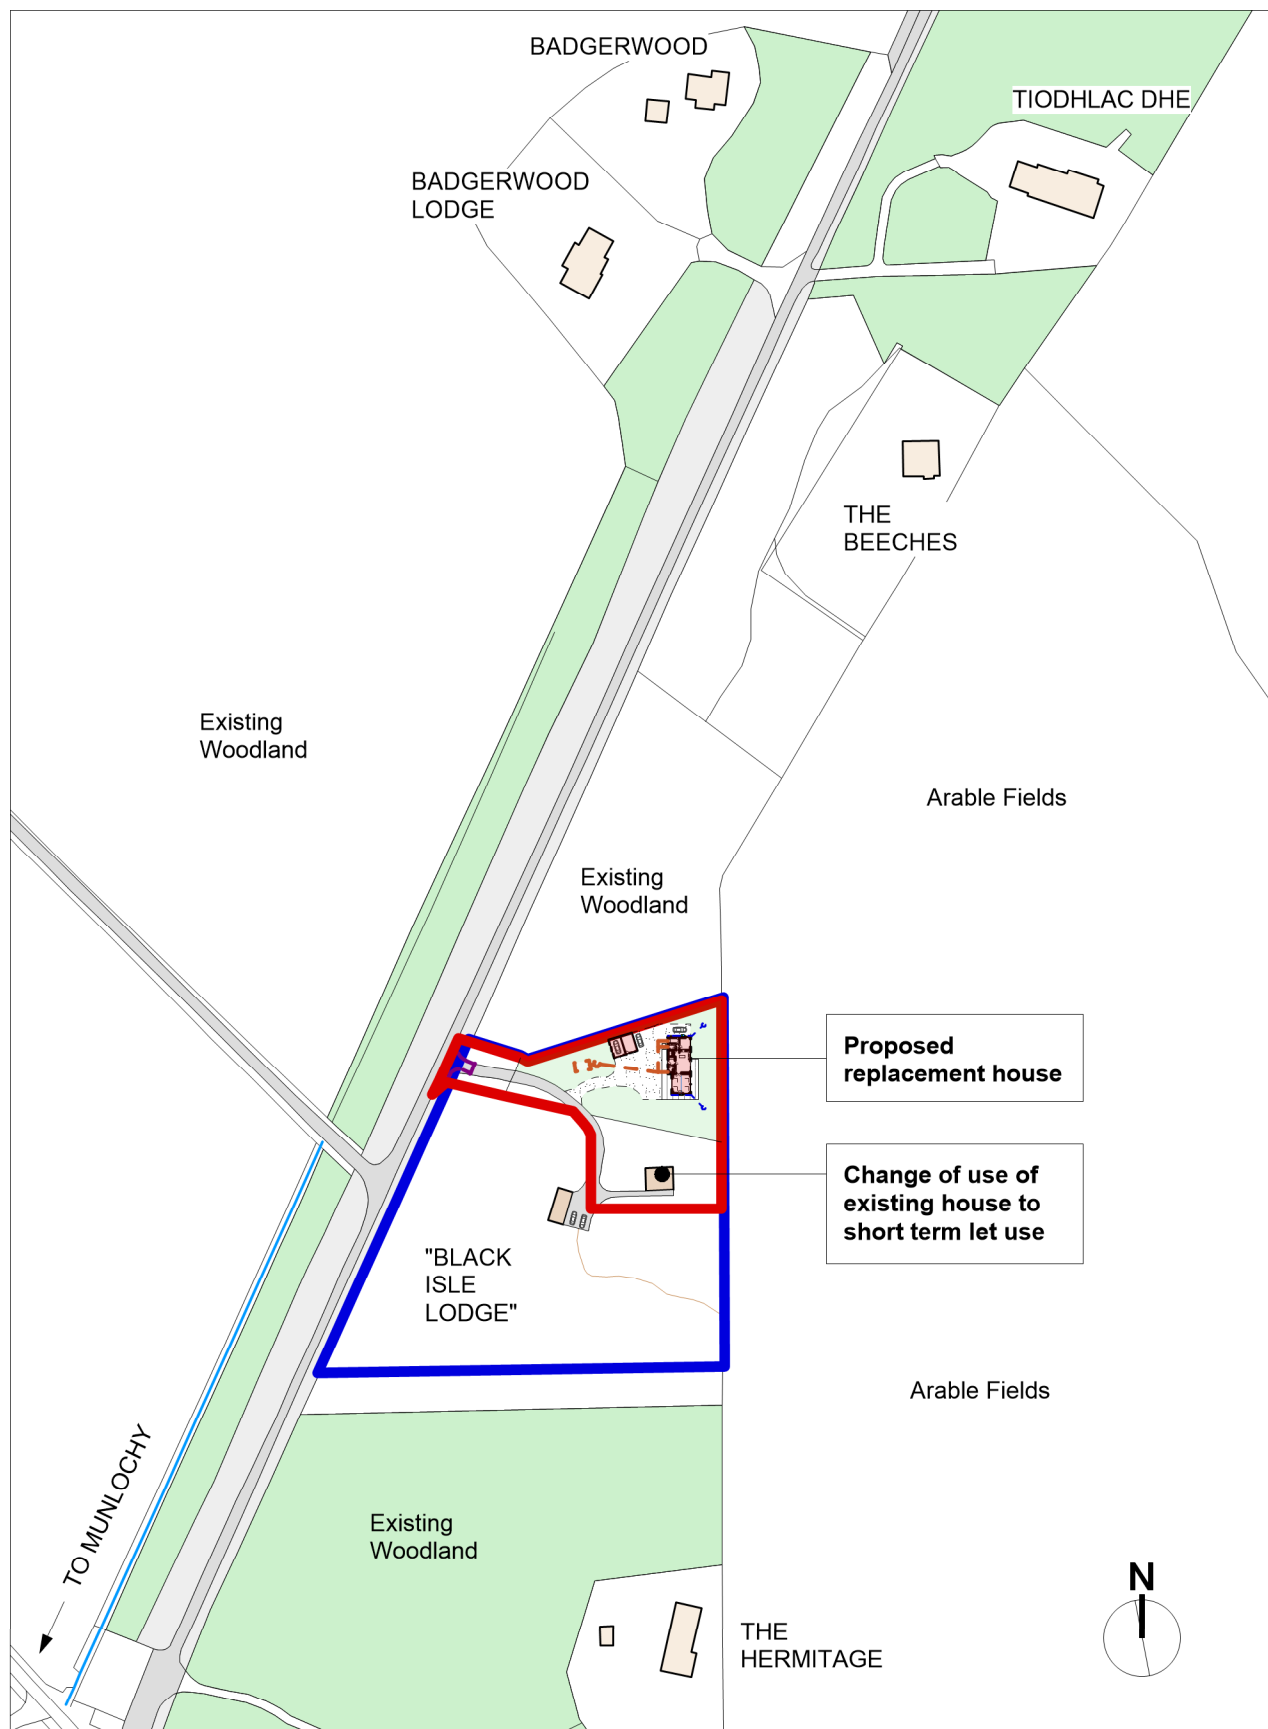 BADGERWOOD
TIODHLAC DHE
BADGERWOOD
LODGE
THE
BEECHES
Existing
Woodland
Arable Fields
Existing
Woodland
Proposed
replacement house
Change of use of
existing house to
short term let use
"BLACK
ISLE
LODGE"
Arable Fields
TO MUNLOCHY
Existing
Woodland
N
THE
HERMITAGE